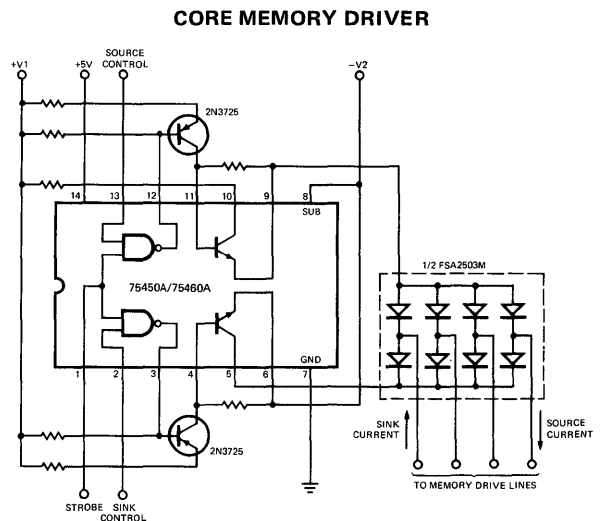 CORE MEMORY DRIVER
SOURCE
CONTROL
+V1
+5V
–V2
2N3725
14
13
12
11
10
9
8
SUB
75450A/75460A
1/2 FSA2503M
GND
1
2
3
4
5
6
7
2N3725
SINK
CURRENT
SOURCE
CURRENT
TO MEMORY DRIVE LINES
STROBE
SINK
CONTROL